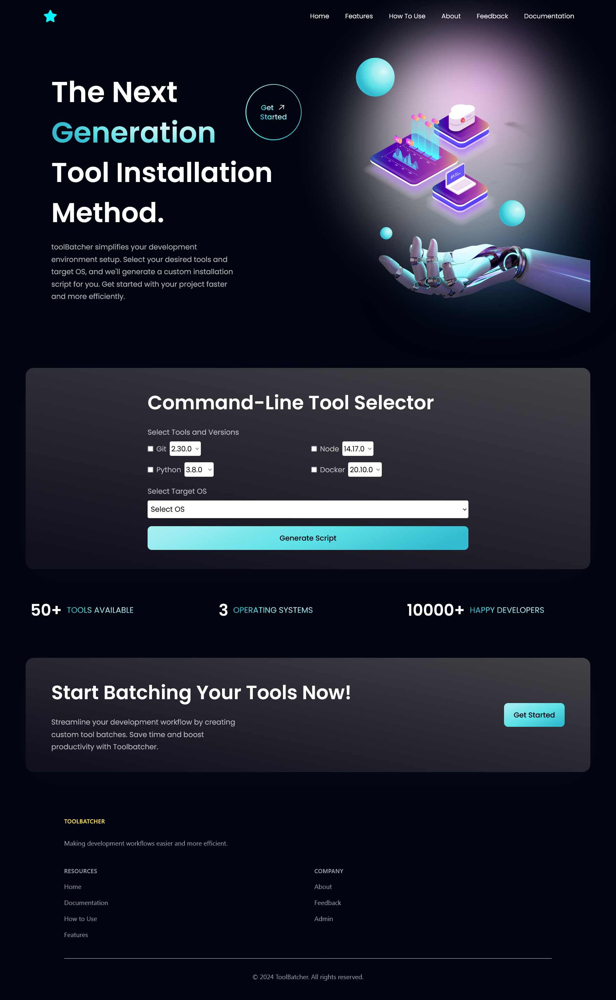 Home Features How To Use About Feedback Documentation
The Next
Generation
Tool Installation
Method.
Get
Started
toolBatcher simplifies your development
environment setup. Select your desired tools and
target OS, and we'll generate a custom installation
script for you. Get started with your project faster
and more efficiently.
Command-Line Tool Selector
Select Tools and Versions
Git 2.30.0 Node 14.17.0
Python 3.8.0 Docker 20.10.0
Select Target OS
Select OS
Generate Script
50+ TOOLS AVAILABLE 3 OPERATING SYSTEMS 10000+ HAPPY DEVELOPERS
Start Batching Your Tools Now!
Get Started
Streamline your development workflow by creating
custom tool batches. Save time and boost
productivity with Toolbatcher.
TOOLBATCHER
Making development workflows easier and more efficient.
RESOURCES
Home
Documentation
How to Use
Features
COMPANY
About
Feedback
Admin
© 2024 ToolBatcher. All rights reserved.